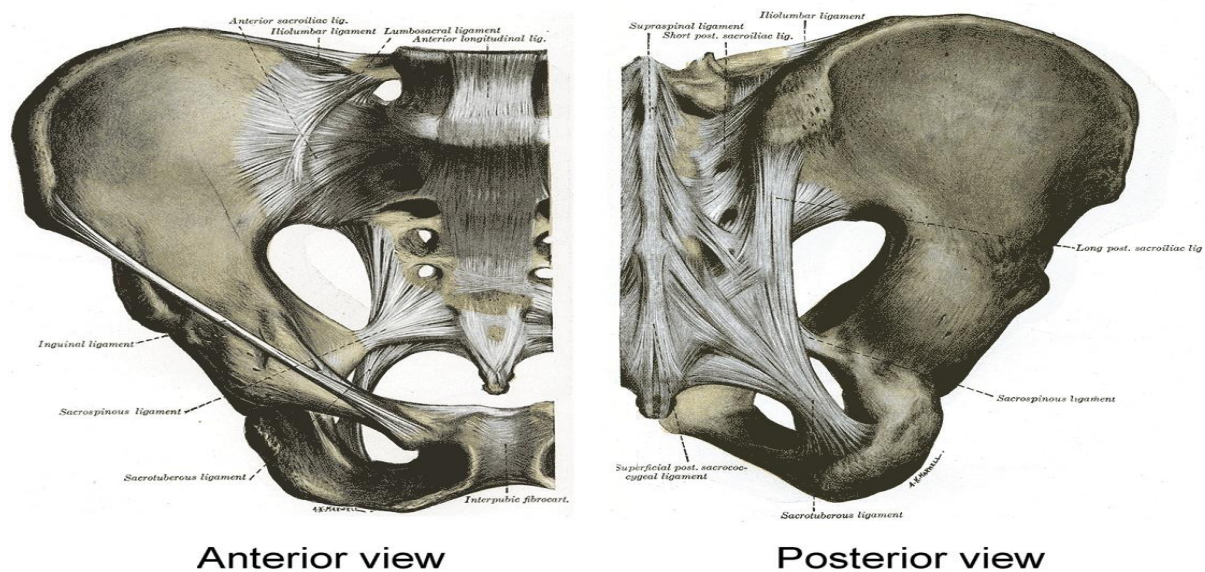 Anterior sacroiliac lig.
Iliolumbar ligament
Lumbosacral ligament
Anterior longitudinal lig.
Inguinal ligament
Sacrospinous ligament
Sacrotuberous ligament
Interpubic fibrocart.
Anterior view
Supraspinal ligament
Short post. sacroiliac lig.
Iliolumbar ligament
Long post. sacroiliac lig
Sacrospinous ligament
Superficial post. sacrococ-
cygeal ligament
Sacrotuberous ligament
Posterior view